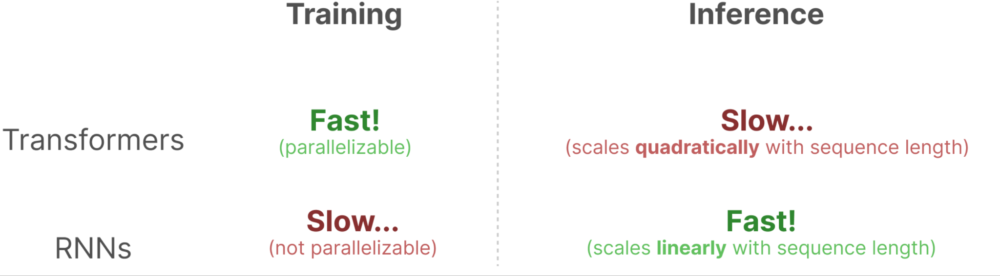 Training
Inference
Transformers
Fast!
(parallelizable)
Slow...
(scales quadratically with sequence length)
RNNs
Slow...
(not parallelizable)
Fast!
(scales linearly with sequence length)